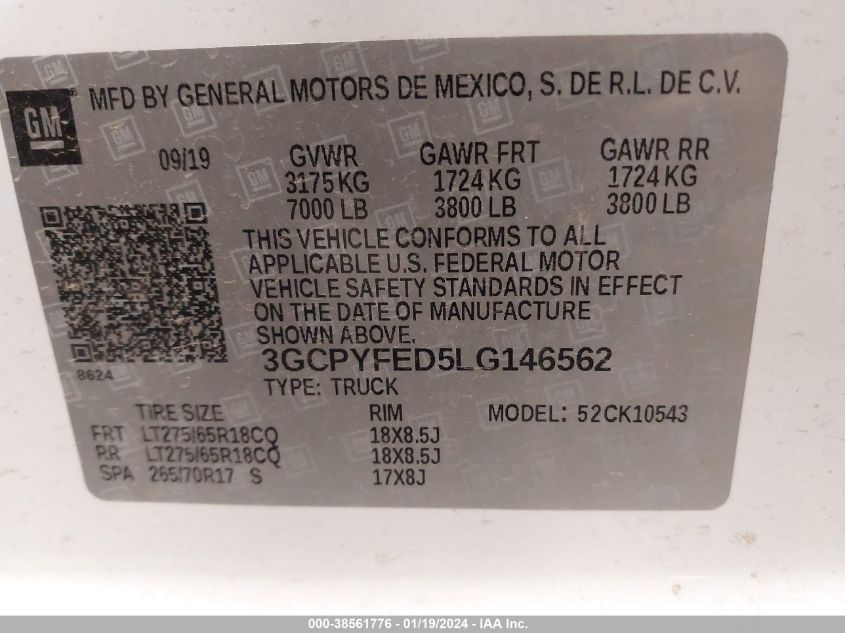 MFD BY GENERAL MOTORS DE MEXICO, S. DE R.L. DE C.V.
GM
09/19 GVWR GAWR FRT GAWR RR
3175 KG 1724 KG 1724 KG
7000 LB 3800 LB 3800 LB
THIS VEHICLE CONFORMS TO ALL
APPLICABLE U.S. FEDERAL MOTOR
VEHICLE SAFETY STANDARDS IN EFFECT
ON THE DATE OF MANUFACTURE
SHOWN ABOVE.
3GCPYFED5LG146562
8624
TYPE: TRUCK
TIRE SIZE RIM MODEL: 52CK10543
FRT LT275/65R18CQ 18X8.5J
RR LT275/65R18CQ 18X8.5J
SPA 265/70R17 S 17X8J
000-38561776 - 01/19/2024 - IAA Inc.